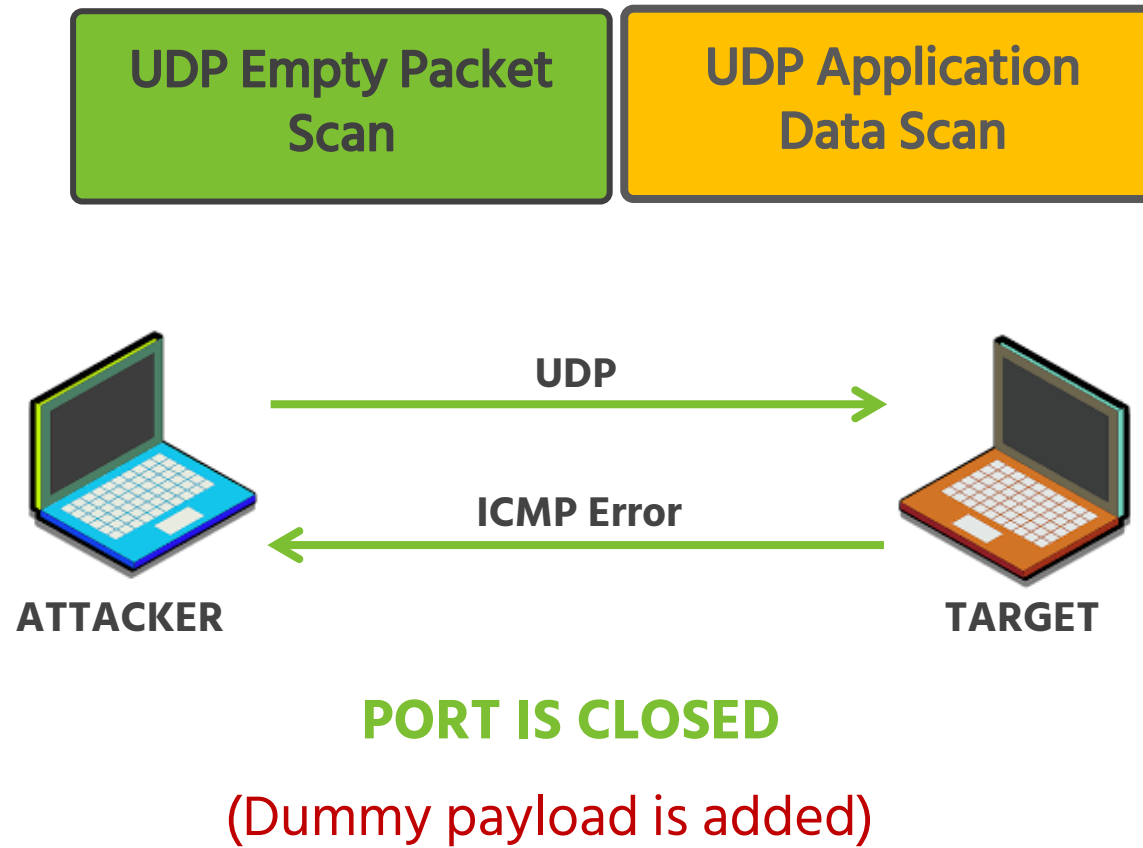 UDP Empty Packet
Scan
UDP Application
Data Scan
UDP
ICMP Error
ATTACKER
TARGET
PORT IS CLOSED
(Dummy payload is added)